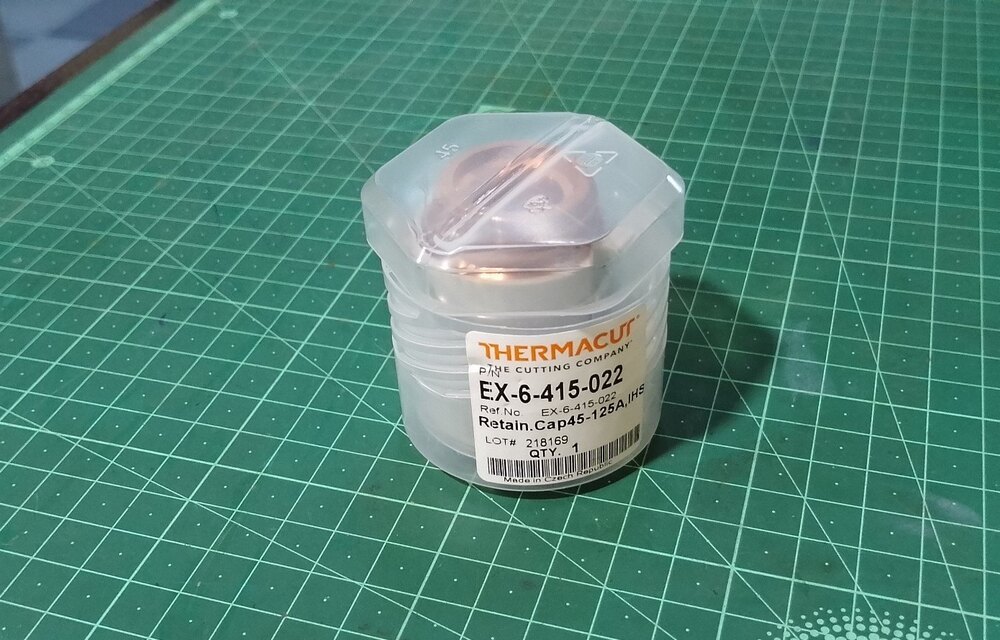 45
THERMACUT®
THE CUTTING COMPANY
P/N
EX-6-415-022
Ref.No. EX-6-415-022
Retain.Cap45-125A,IHS
LOT# 218169
QTY. 1
Made in Czech Republic